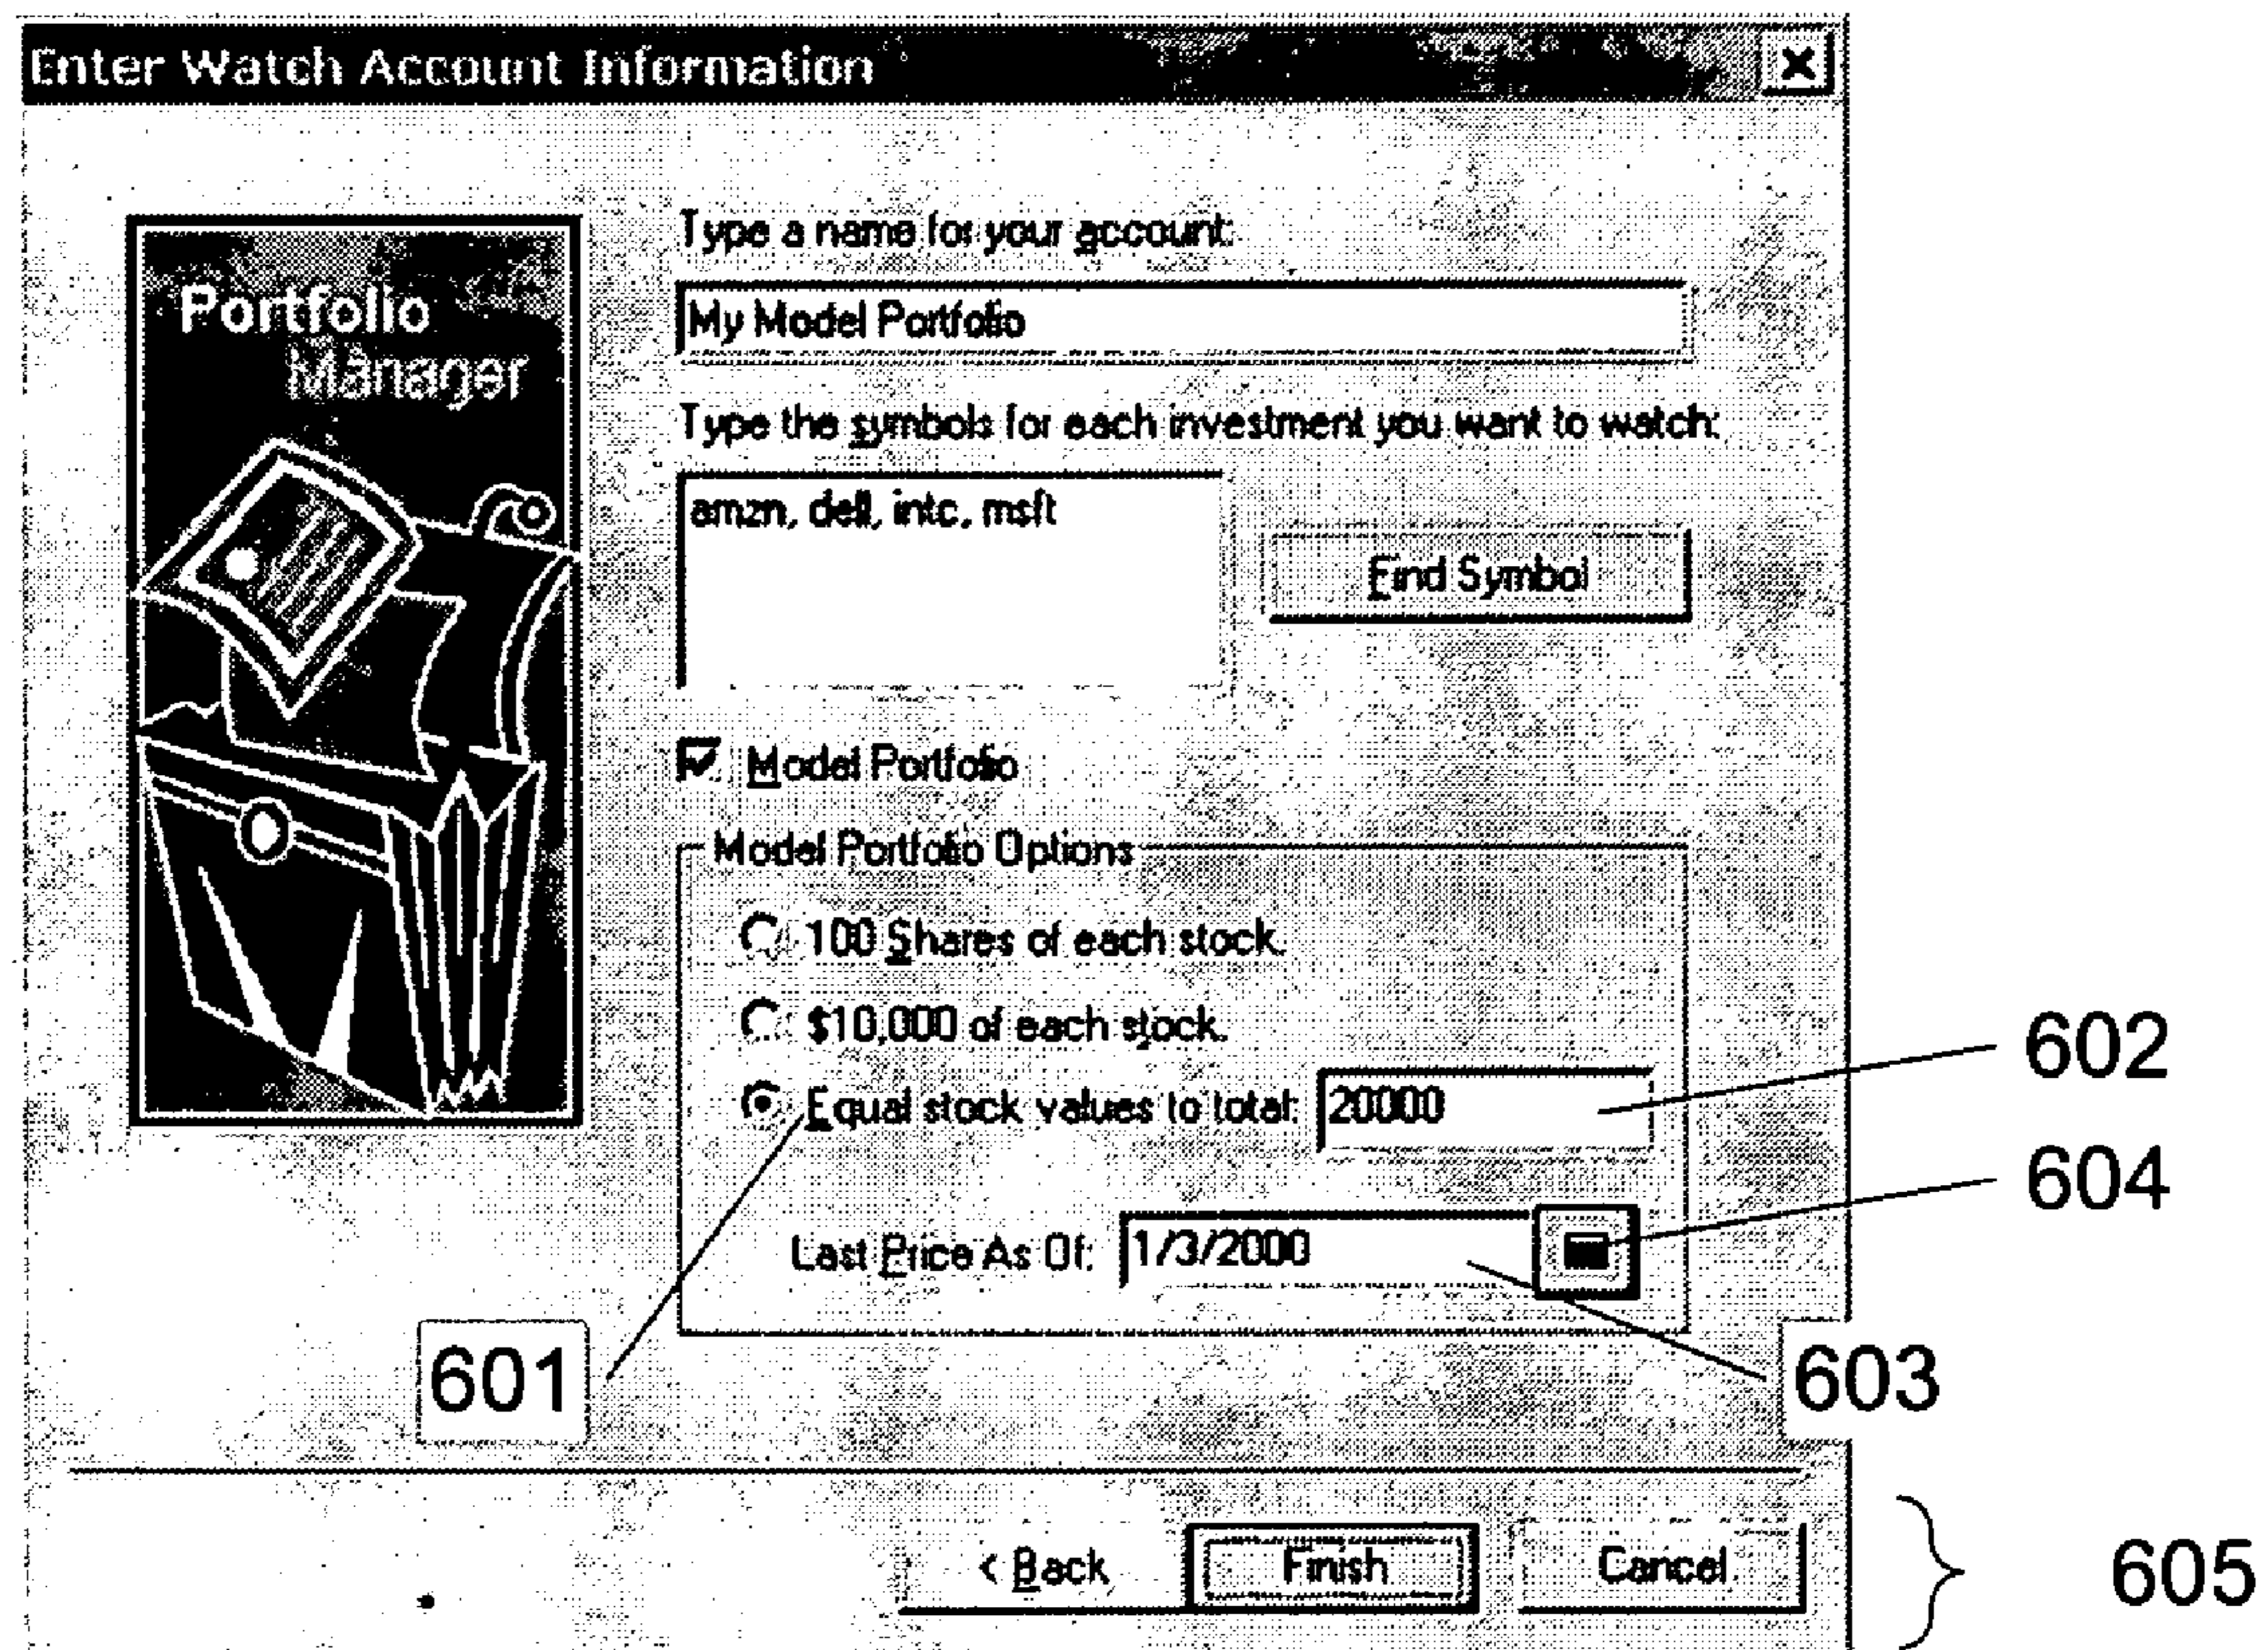 Enter Watch Account Information
Portfolio
Manager
Type a name for your account:
My Model Portfolio
Type the symbols for each investment you want to watch:
amzn, dell, intc, msft
Find Symbol
Model Portfolio
Model Portfolio Options
100 Shares of each stock.
$10,000 of each stock.
Equal stock values to total: 20000
602
604
Last Price As Of: 1/3/2000
601
603
< Back Finish Cancel
605